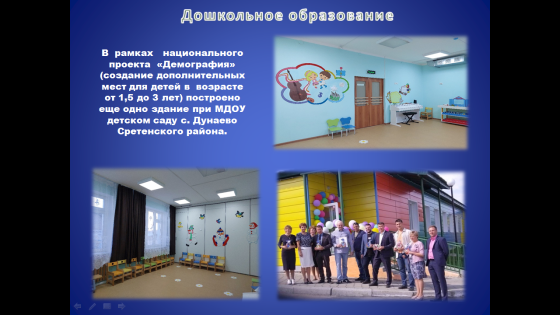 Дошкольное образование
В рамках национального
проекта «Демография»
(создание дополнительных
мест для детей в возрасте
от 1,5 до 3 лет) построено
еще одно здание при МДОУ
детском саду с. Дунаево
Сретенского района.